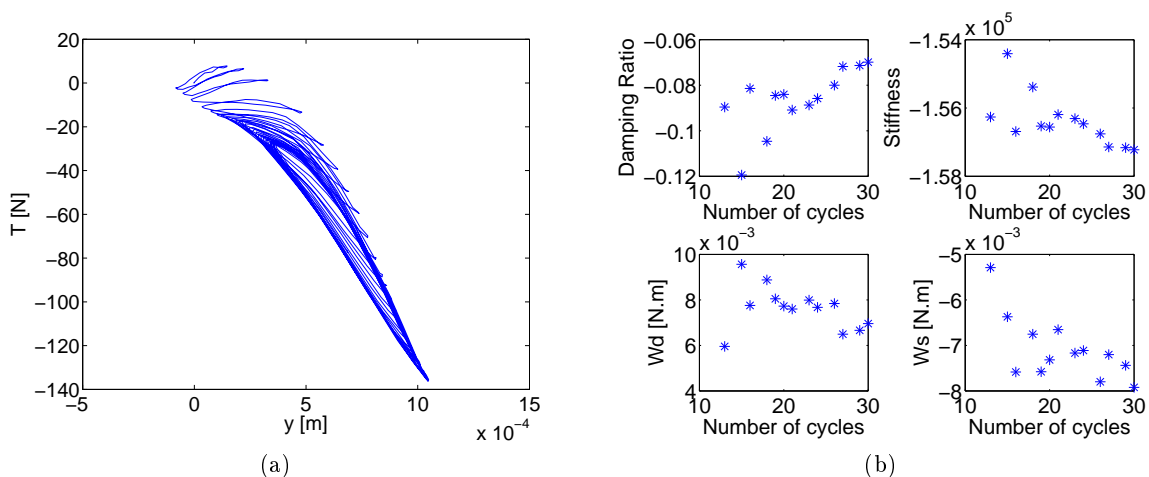 20
0
−20
−40
−60
−80
−100
−120
−140
T [N]
−5 0 5 10 15
y [m]
x 10⁻⁴
(a)
−0.06
−0.08
−0.1
−0.12
Damping Ratio
10 20 30
Number of cycles
x 10⁵
−1.54
−1.56
−1.58
Stiffness
10 20 30
Number of cycles
x 10⁻³
10
8
6
4
Wd [N.m]
10 20 30
Number of cycles
x 10⁻³
−5
−6
−7
−8
Ws [N.m]
10 20 30
Number of cycles
(b)